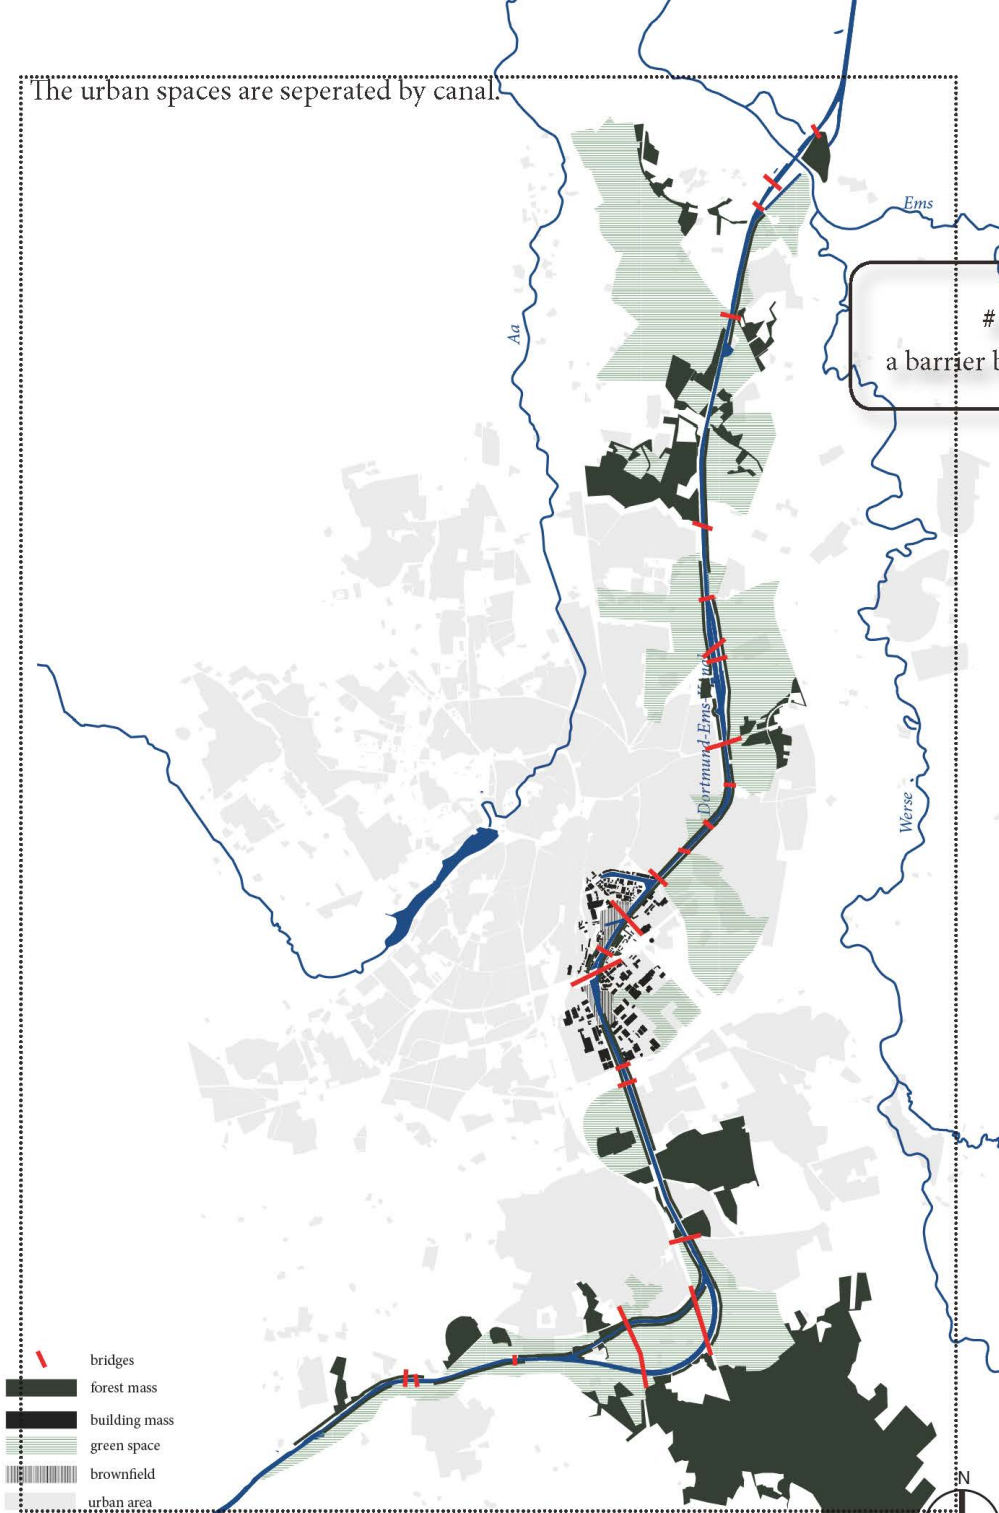 The urban spaces are seperated by canal.
Ems
#
a barrier b
Aa
Dortmund-Ems-Kanal
Werse
bridges
forest mass
building mass
green space
brownfield
urban area
N